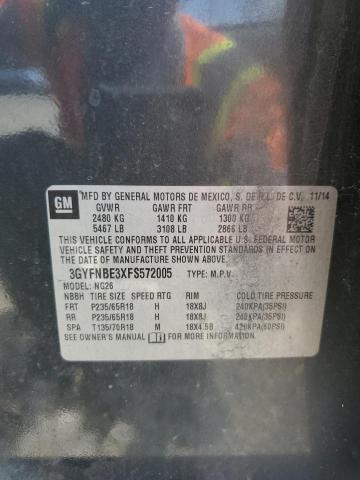 GM
MFD BY GENERAL MOTORS DE MEXICO, S. DE R.L. DE C.V. 11/14
GVWR GAWR FRT GAWR RR
2480 KG 1410 KG 1300 KG
5467 LB 3108 LB 2866 LB
THIS VEHICLE CONFORMS TO ALL APPLICABLE U.S. FEDERAL MOTOR
VEHICLE SAFETY AND THEFT PREVENTION STANDARDS IN EFFECT
ON THE DATE OF MANUFACTURE SHOWN ABOVE.
3GYFNBE3XFS572005 TYPE: M.P.V.
MODEL: NG26
NBBH TIRE SIZE SPEED RTG RIM COLD TIRE PRESSURE
FRT P235/65R18 H 18X8J 240KPA(35PSI)
RR P235/65R18 H 18X8J 240KPA(35PSI)
SPA T135/70R18 M 18X4.5B 420KPA(60PSI)
SEE OWNER'S MANUAL FOR MORE INFORMATION.